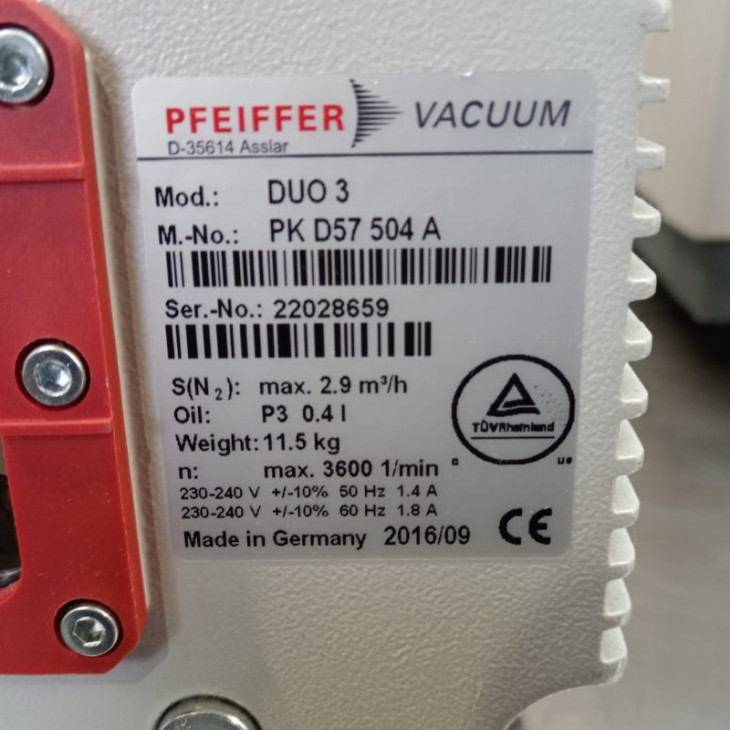 PFEIFFER VACUUM
D-35614 Asslar
Mod.: DUO 3
M.-No.: PK D57 504 A
Ser.-No.: 22028659
S(N₂): max. 2.9 m³/h
Oil: P3 0.4 l
Weight: 11.5 kg
n: max. 3600 1/min
230-240 V +/-10% 50 Hz 1.4 A
230-240 V +/-10% 60 Hz 1.8 A
Made in Germany 2016/09
TÜVRheinland
c us
CE